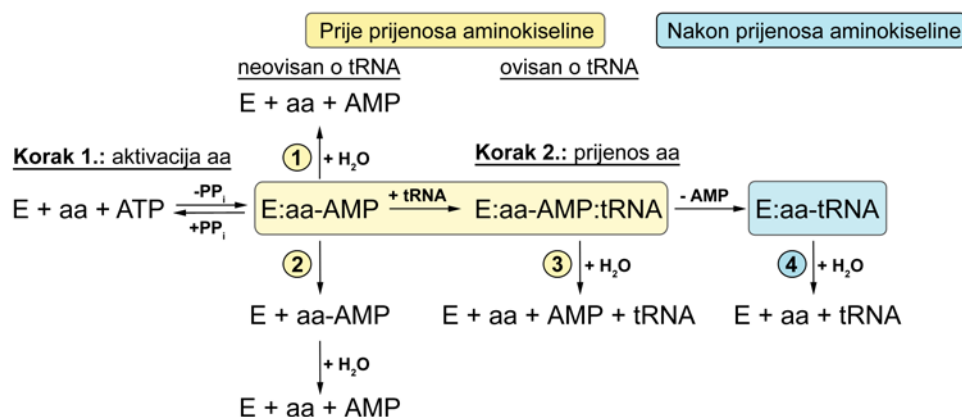 Prije prijenosa aminokiseline
Nakon prijenosa aminokiseline
neovisan o tRNA
ovisan o tRNA
E + aa + AMP
Korak 1.: aktivacija aa
1
+ H₂O
Korak 2.: prijenos aa
E + aa + ATP
-PPᵢ
+PPᵢ
E:aa-AMP
+ tRNA
E:aa-AMP:tRNA
- AMP
E:aa-tRNA
2
3
+ H₂O
4
+ H₂O
E + aa-AMP
E + aa + AMP + tRNA
E + aa + tRNA
+ H₂O
E + aa + AMP